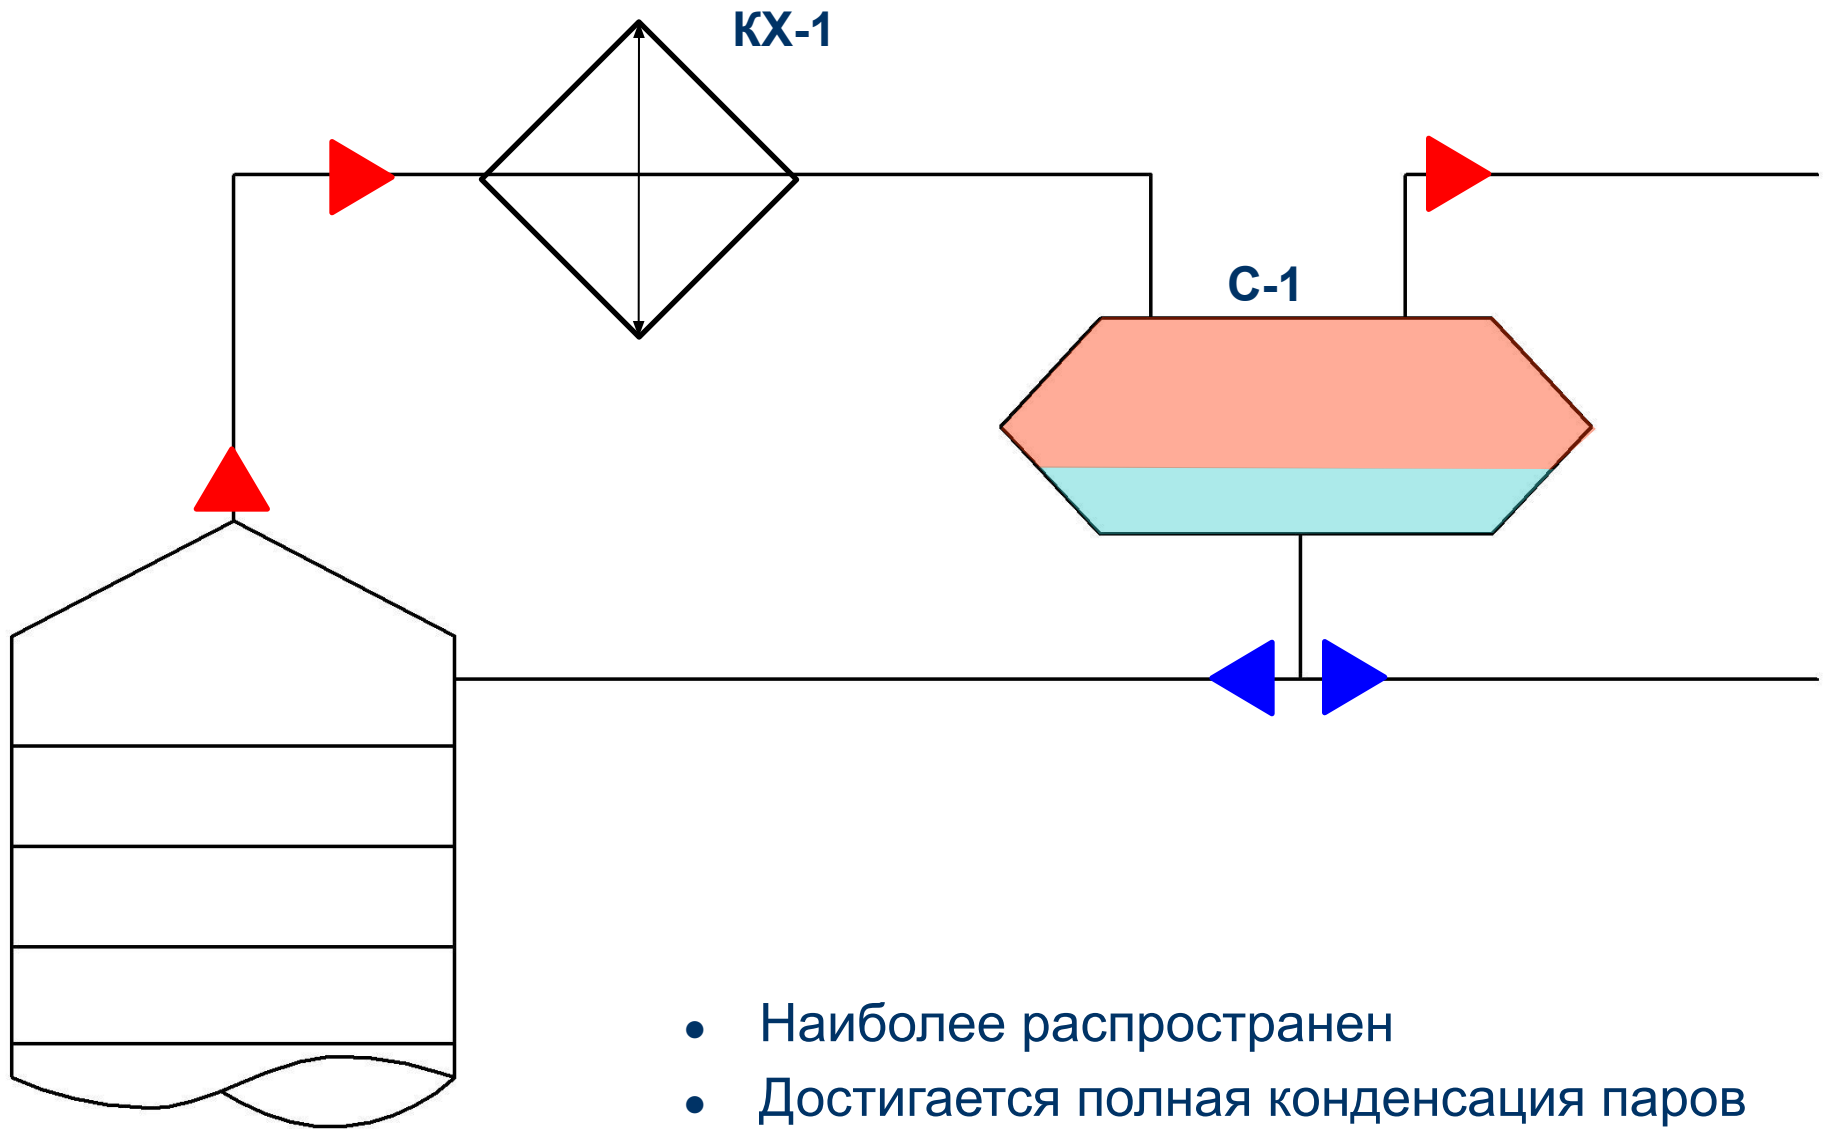 КХ-1
С-1
• Наиболее распространен
• Достигается полная конденсация паров